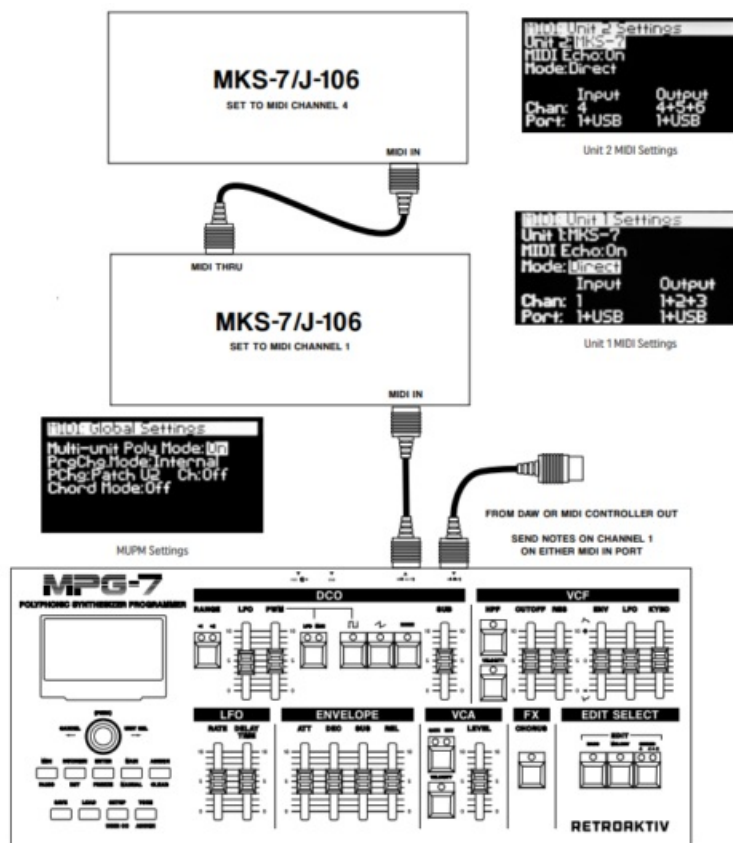 MKS-7/J-106
SET TO MIDI CHANNEL 4
MIDI IN
MIDI: Unit 2 Settings
Unit 2:MKS-7
MIDI Echo:On
Mode:Direct
Input Output
Chan: 4 4+5+6
Port: 1+USB 1+USB
Unit 2 MIDI Settings
MIDI THRU
MKS-7/J-106
SET TO MIDI CHANNEL 1
MIDI IN
MIDI: Unit 1 Settings
Unit 1:MKS-7
MIDI Echo:On
Mode:Direct
Input Output
Chan: 1 1+2+3
Port: 1+USB 1+USB
Unit 1 MIDI Settings
MIDI: Global Settings
Multi-unit Poly Mode:On
PrgChg.Mode:Internal
PChg:Patch U2 Ch:Off
Chord Mode:Off
MUPM Settings
FROM DAW OR MIDI CONTROLLER OUT
SEND NOTES ON CHANNEL 1
ON EITHER MIDI IN PORT
MPG-7
POLYPHONIC SYNTHESIZER PROGRAMMER
DCO
RANGE LFO PWM SUB
VCF
HPF CUTOFF RES ENV LFO KYBD
VELOCITY
LFO
RATE DELAY TIME
ENVELOPE
ATT DEC SUS REL
VCA
LEVEL
VELOCITY
FX
CHORUS
EDIT SELECT
EDIT
RETROAKTIV